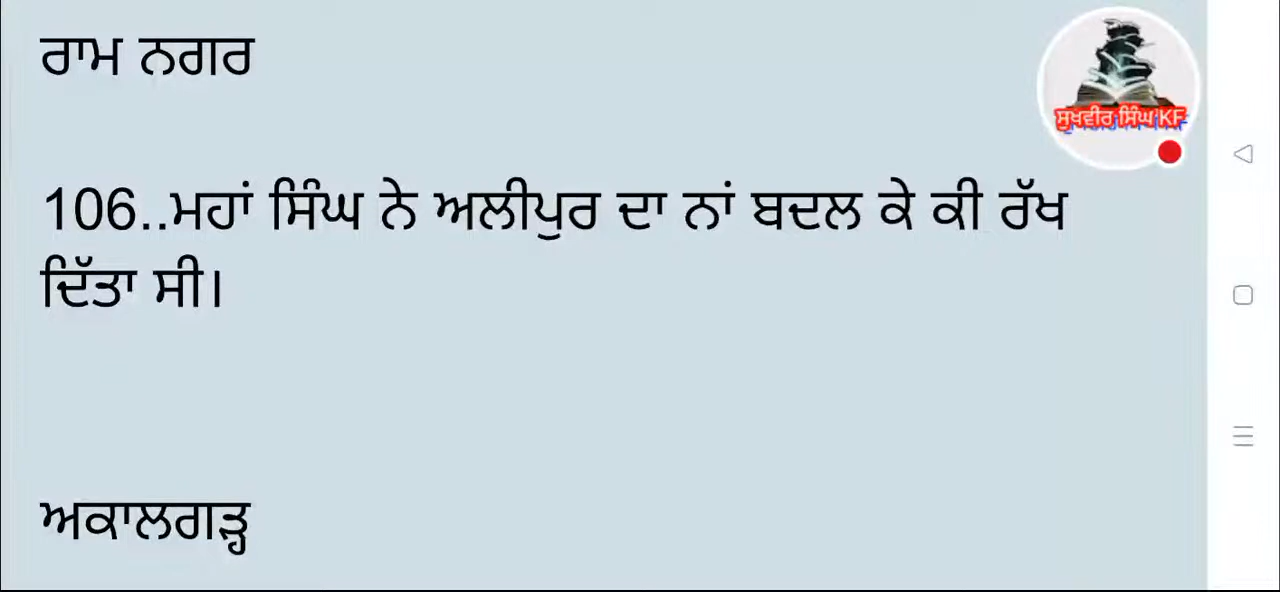 ਰਾਮ ਨਗਰ
ਸੁਖਵੀਰ ਸਿੰਘ KF
106..ਮਹਾਂ ਸਿੰਘ ਨੇ ਅਲੀਪੁਰ ਦਾ ਨਾਂ ਬਦਲ ਕੇ ਕੀ ਰੱਖ
ਦਿੱਤਾ ਸੀ।
ਅਕਾਲਗੜ੍ਹ